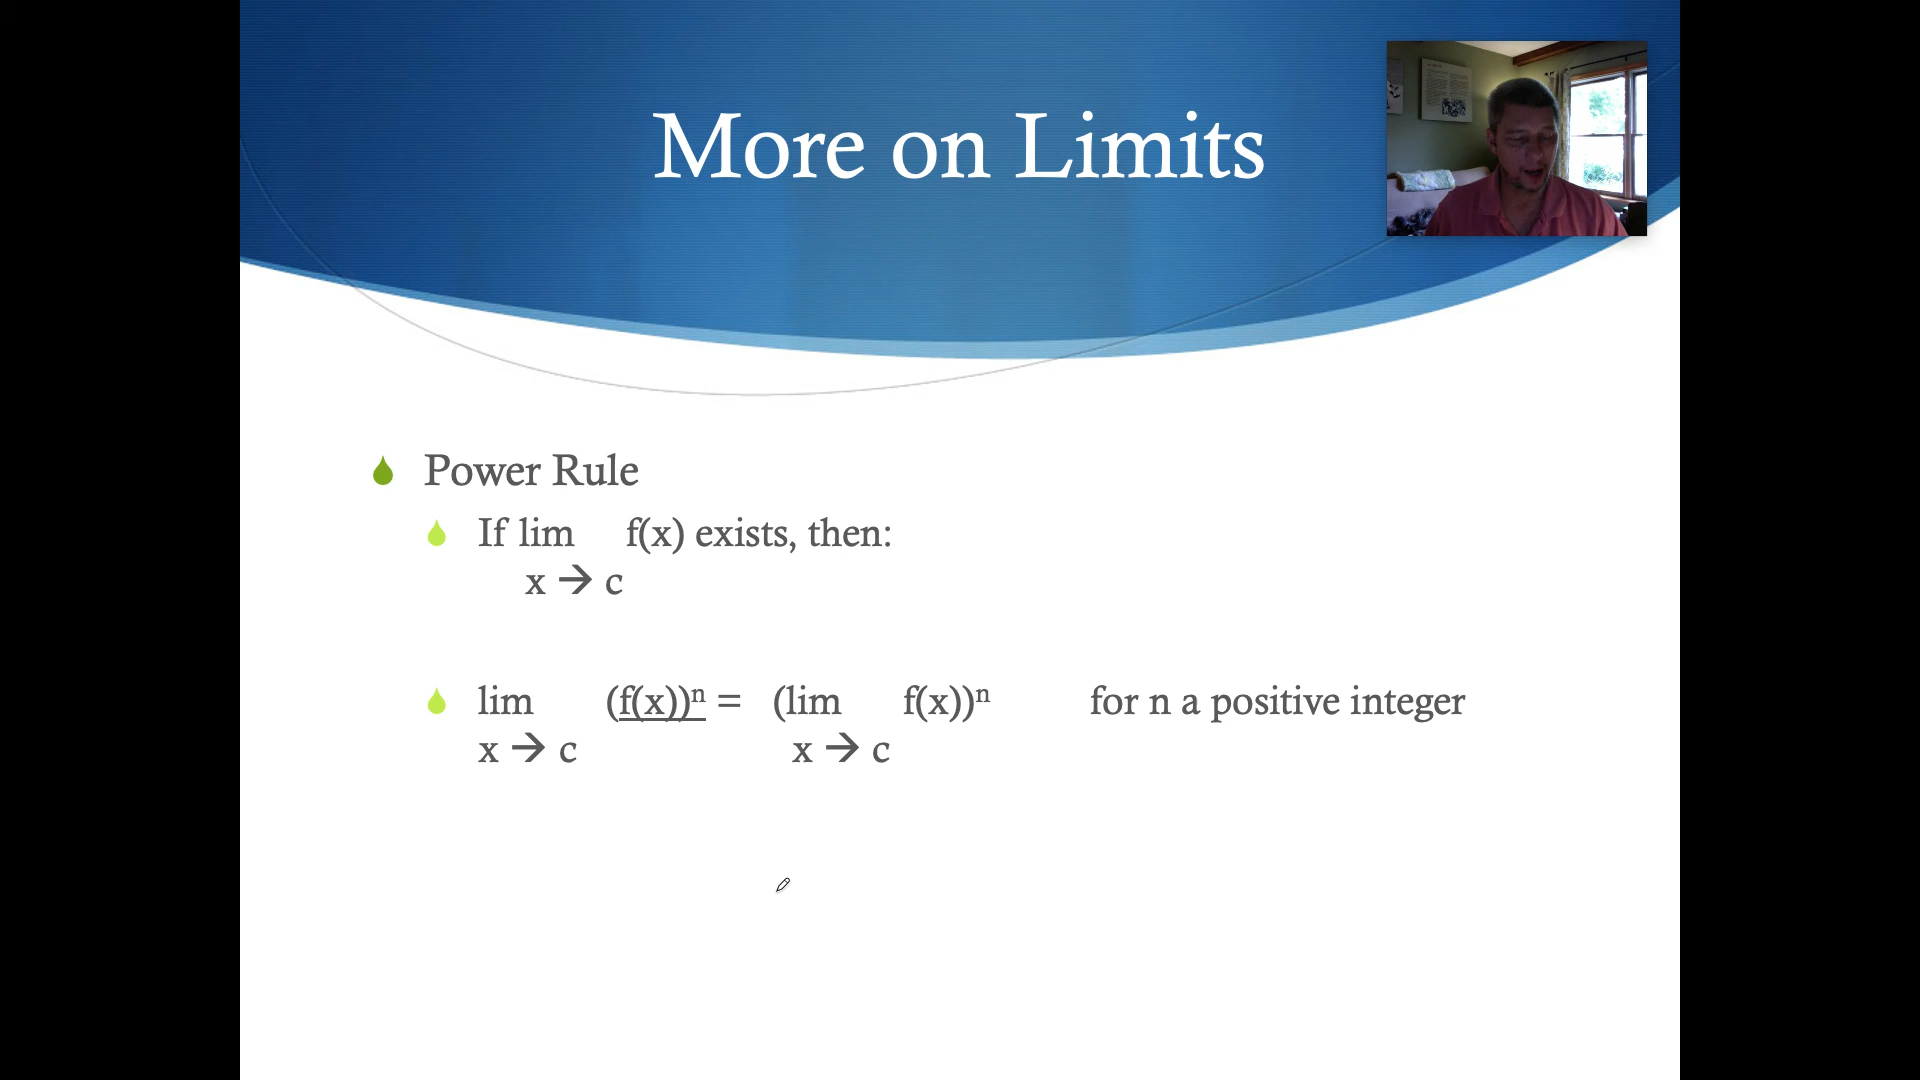 More on Limits
Power Rule
If lim f(x) exists, then:
x → c
lim (f(x))ⁿ = (lim f(x))ⁿ for n a positive integer
x → c x → c